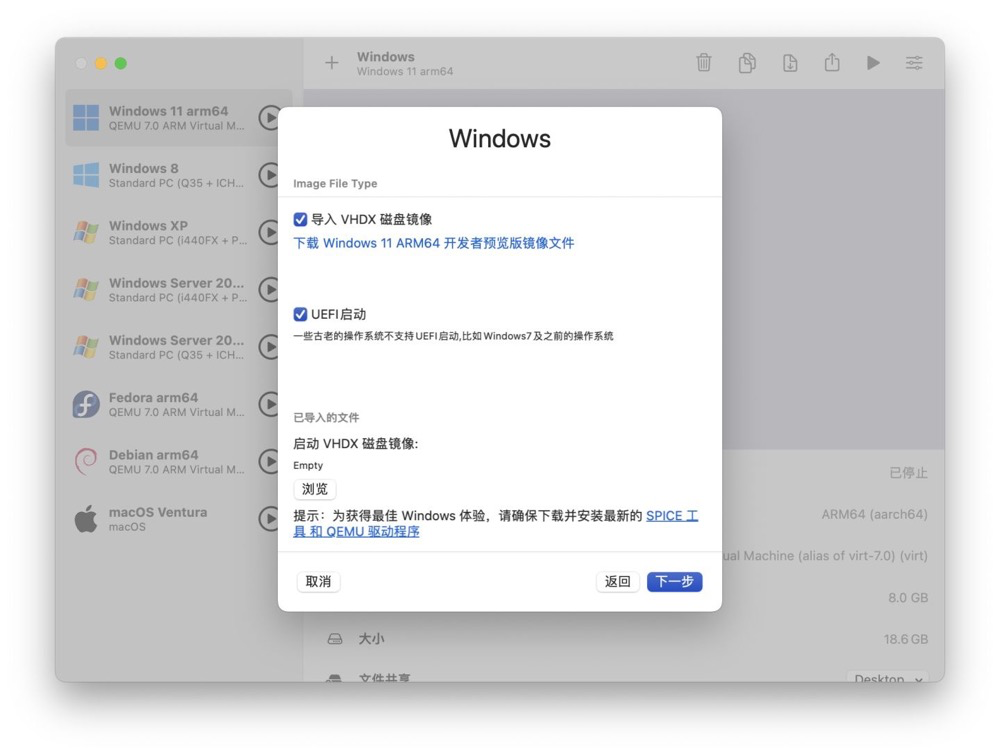 Windows
Windows 11 arm64
Windows 11 arm64
QEMU 7.0 ARM Virtual M...
Windows 8
Standard PC (Q35 + ICH...
Windows XP
Standard PC (i440FX + P...
Windows Server 20...
Standard PC (i440FX + P...
Windows Server 20...
Standard PC (Q35 + ICH...
Fedora arm64
QEMU 7.0 ARM Virtual M...
Debian arm64
QEMU 7.0 ARM Virtual M...
macOS Ventura
macOS
Windows
Image File Type
导入 VHDX 磁盘镜像
下载 Windows 11 ARM64 开发者预览版镜像文件
UEFI启动
一些古老的操作系统不支持UEFI启动,比如Windows7及之前的操作系统
已导入的文件
启动 VHDX 磁盘镜像:
Empty
浏览
提示：为获得最佳 Windows 体验，请确保下载并安装最新的 SPICE 工
具 和 QEMU 驱动程序
取消
返回
下一步
已停止
ARM64 (aarch64)
ual Machine (alias of virt-7.0) (virt)
8.0 GB
大小
18.6 GB
文件共享
Desktop